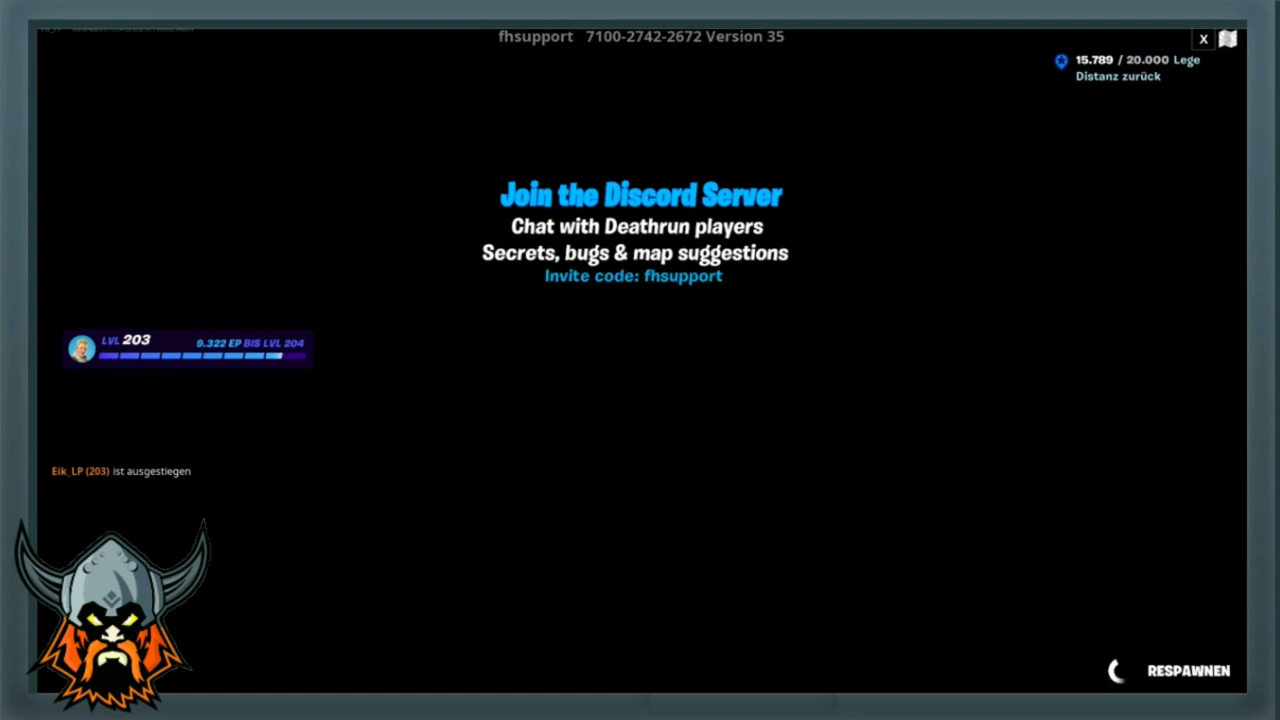 fhsupport 7100-2742-2672 Version 35
X
15.789 / 20.000 Lege
Distanz zurück
Join the Discord Server
Chat with Deathrun players
Secrets, bugs & map suggestions
Invite code: fhsupport
LVL 203
9.322 EP BIS LVL 204
Eik_LP (203) ist ausgestiegen
RESPAWNEN